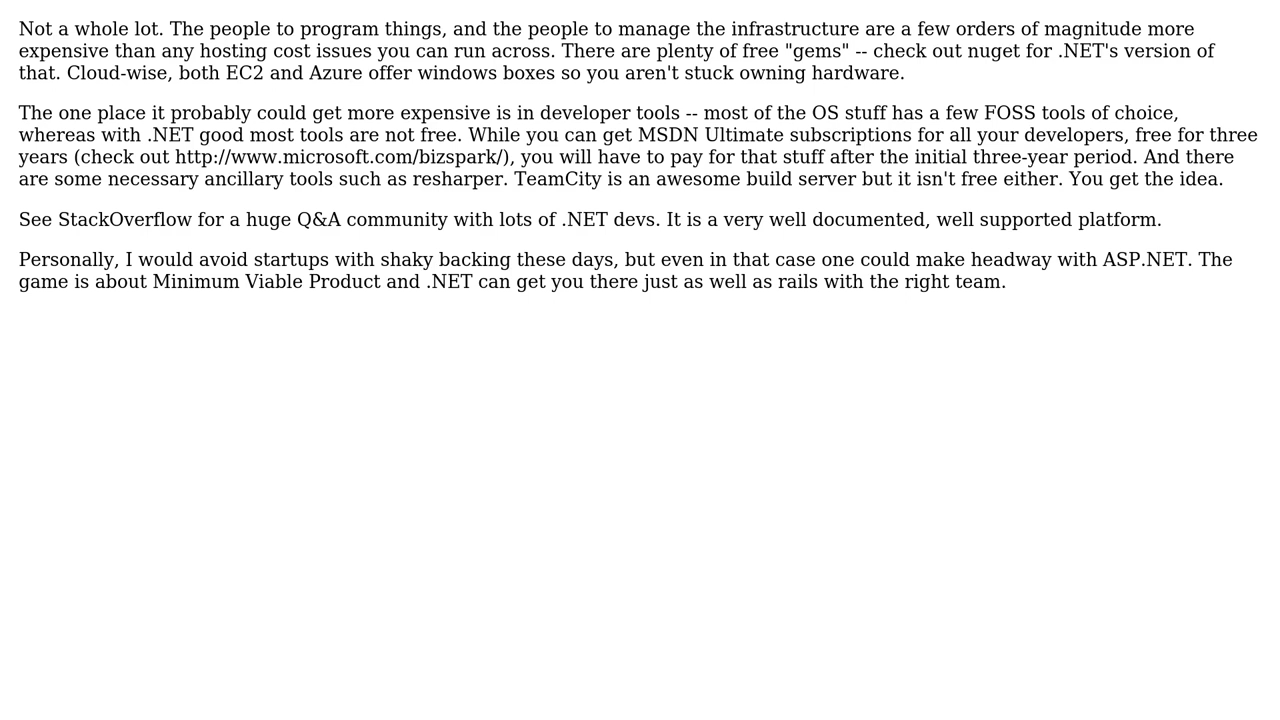 Not a whole lot. The people to program things, and the people to manage the infrastructure are a few orders of magnitude more
expensive than any hosting cost issues you can run across. There are plenty of free "gems" -- check out nuget for .NET's version of
that. Cloud-wise, both EC2 and Azure offer windows boxes so you aren't stuck owning hardware.
The one place it probably could get more expensive is in developer tools -- most of the OS stuff has a few FOSS tools of choice,
whereas with .NET good most tools are not free. While you can get MSDN Ultimate subscriptions for all your developers, free for three
years (check out http://www.microsoft.com/bizspark/), you will have to pay for that stuff after the initial three-year period. And there
are some necessary ancillary tools such as resharper. TeamCity is an awesome build server but it isn't free either. You get the idea.
See StackOverflow for a huge Q&A community with lots of .NET devs. It is a very well documented, well supported platform.
Personally, I would avoid startups with shaky backing these days, but even in that case one could make headway with ASP.NET. The
game is about Minimum Viable Product and .NET can get you there just as well as rails with the right team.